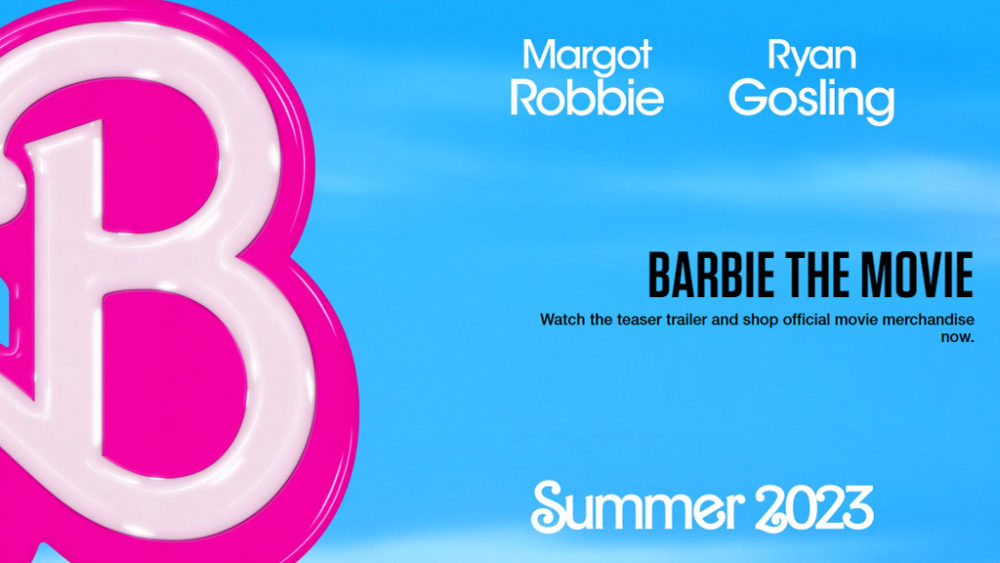 B
Margot Robbie
Ryan Gosling
BARBIE THE MOVIE
Watch the teaser trailer and shop official movie merchandise
now.
Summer 2023